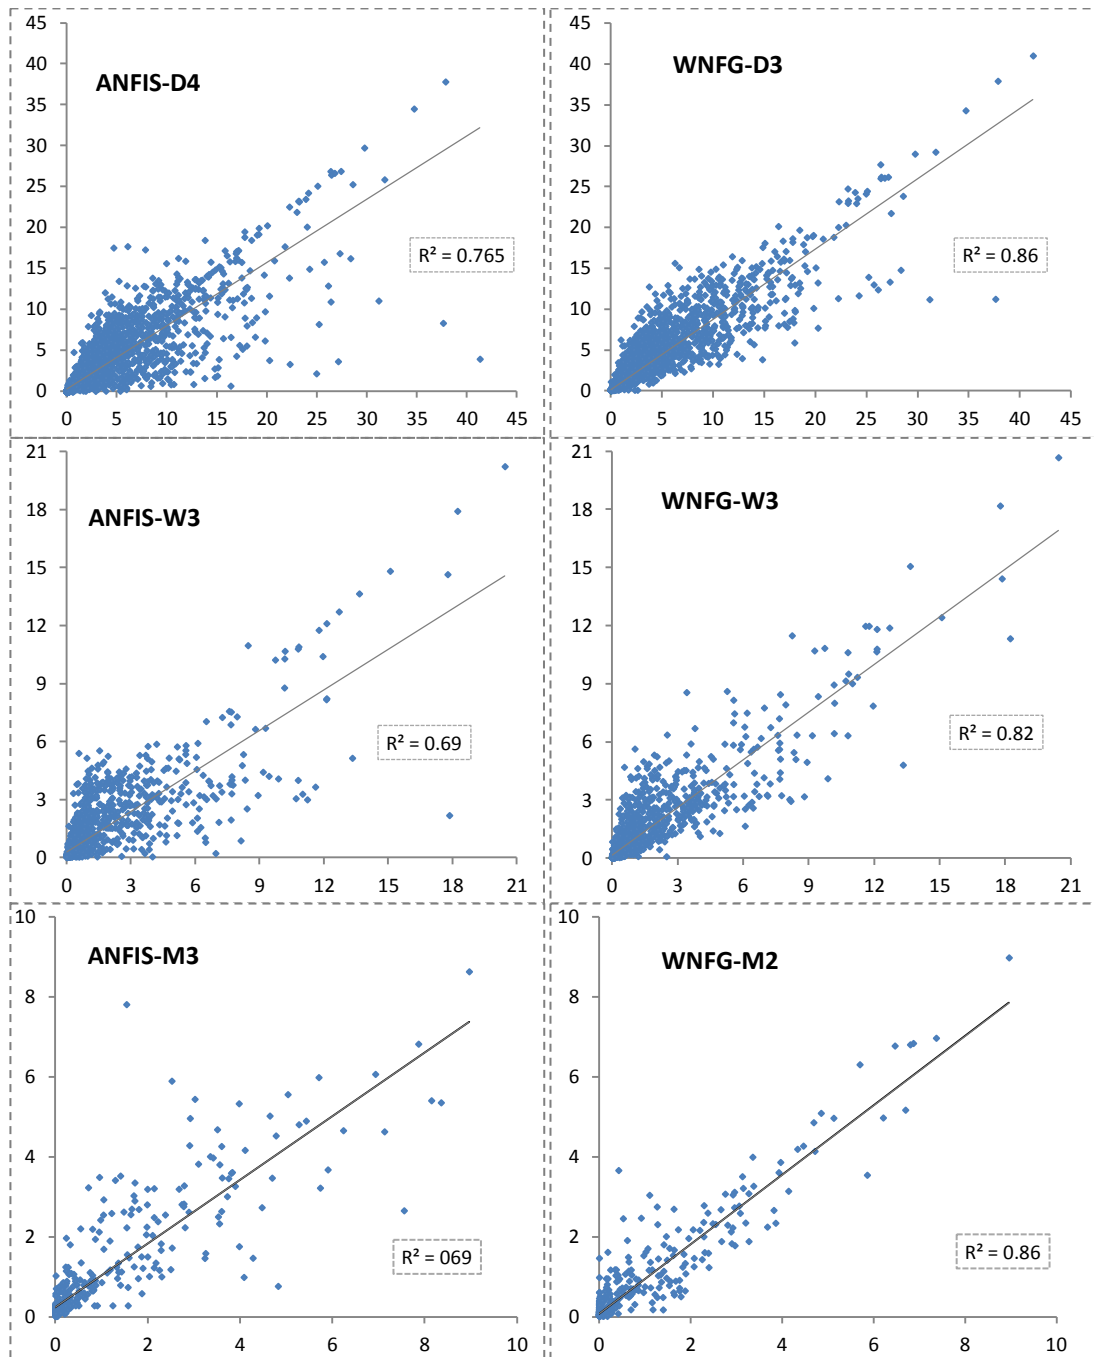 45
40
35
30
25
20
15
10
5
0
ANFIS-D4
R² = 0.765
0 5 10 15 20 25 30 35 40 45
45
40
35
30
25
20
15
10
5
0
WNFG-D3
R² = 0.86
0 5 10 15 20 25 30 35 40 45
21
18
15
12
9
6
3
0
ANFIS-W3
R² = 0.69
0 3 6 9 12 15 18 21
21
18
15
12
9
6
3
0
WNFG-W3
R² = 0.82
0 3 6 9 12 15 18 21
10
8
6
4
2
0
ANFIS-M3
R² = 069
0 2 4 6 8 10
10
8
6
4
2
0
WNFG-M2
R² = 0.86
0 2 4 6 8 10